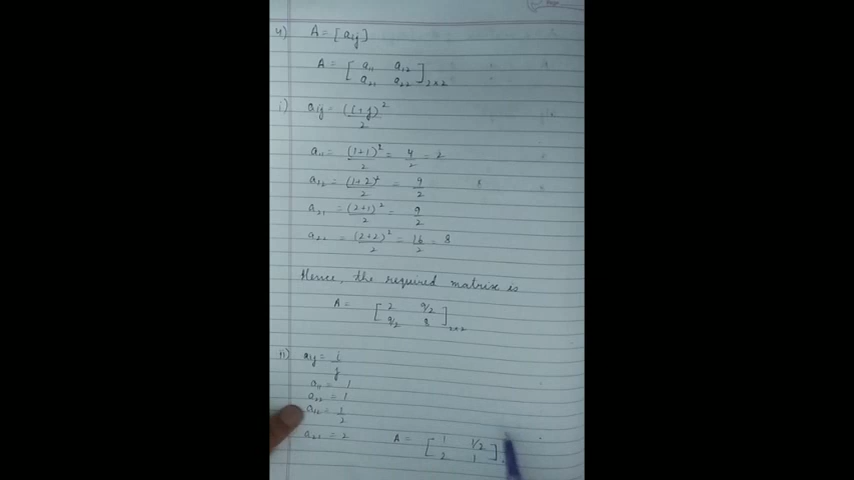 4) A = [aij]
A = [a11 a12
a21 a22]2×2
i) aij = (i+j)²/2
a11 = (1+1)²/2 = 4/2 = 2
a12 = (1+2)²/2 = 9/2
a21 = (2+1)²/2 = 9/2
a22 = (2+2)²/2 = 16/2 = 8
Hence, the required matrix is
A = [2 9/2
9/2 8]2×2
ii) aij = i/j
a11 = 1
a22 = 1
a12 = 1/2
a21 = 2 A = [1 1/2
2 1]